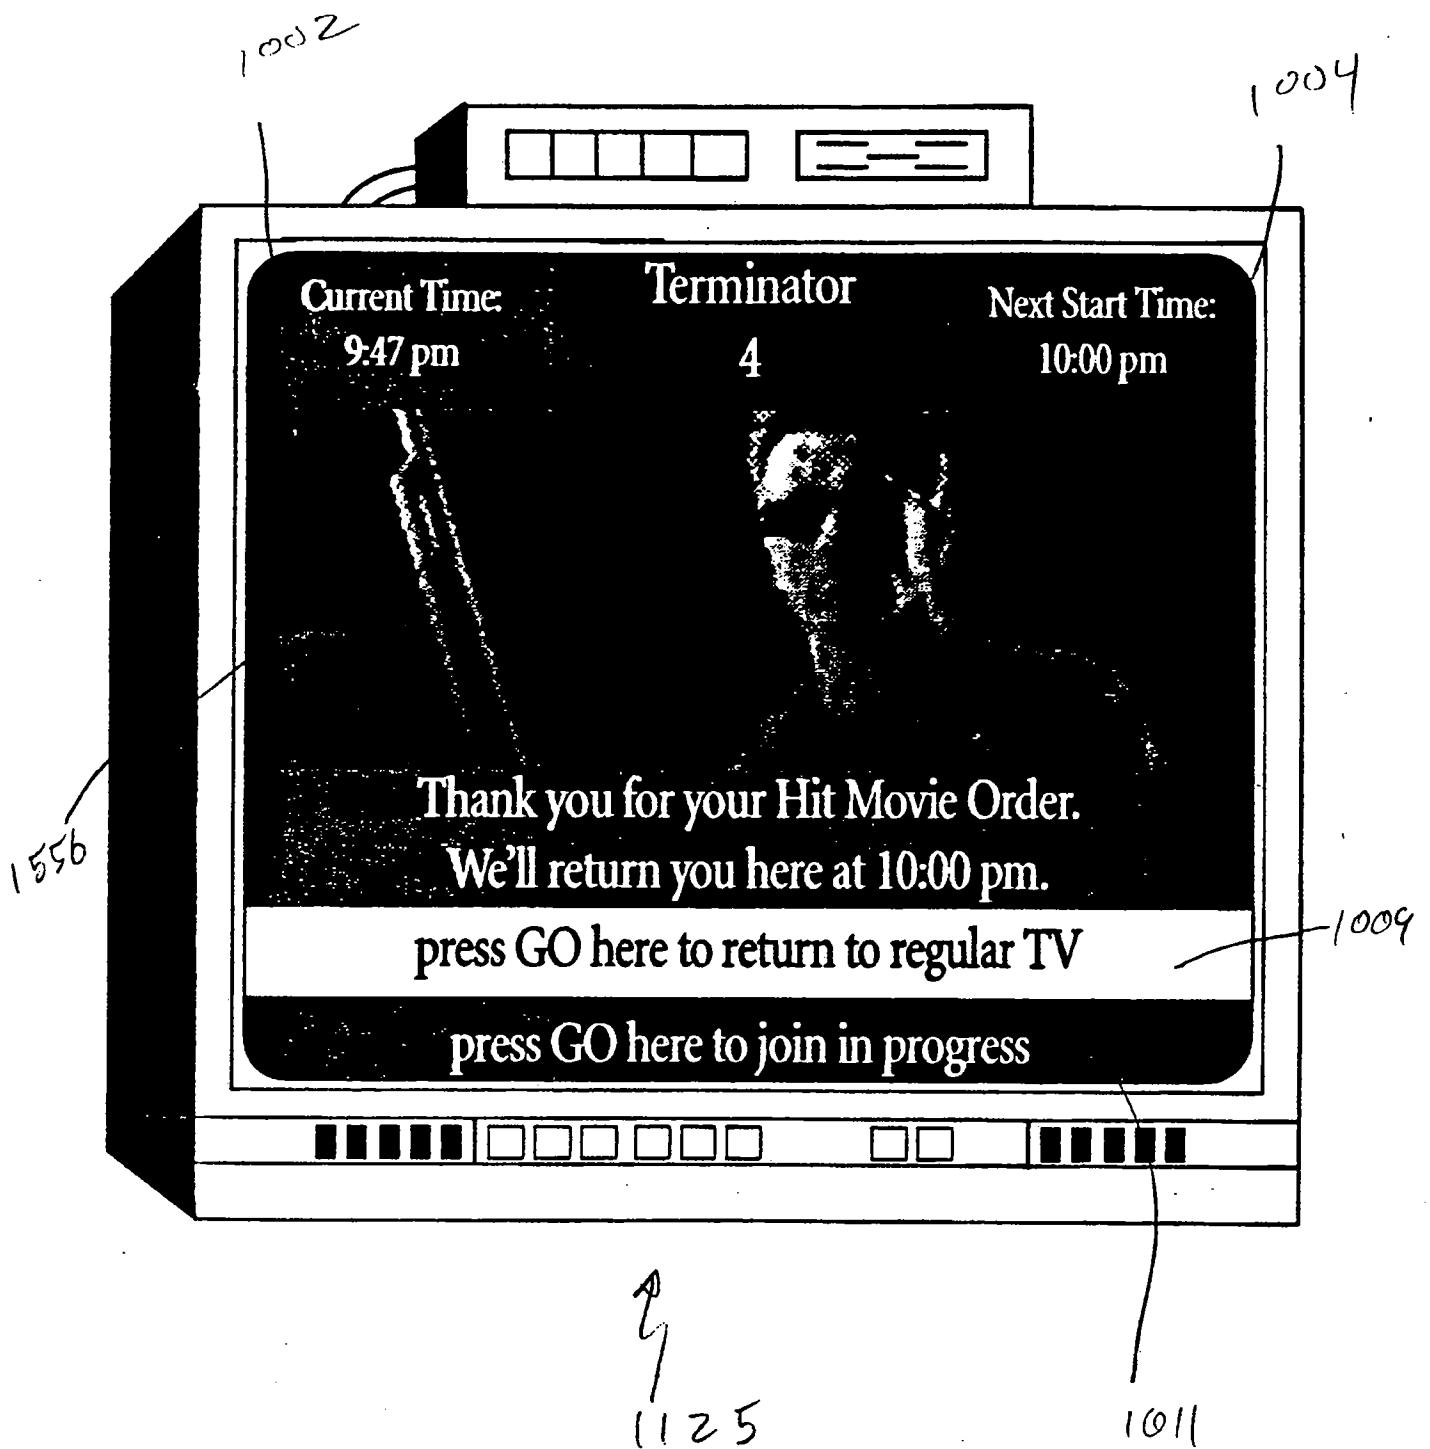 1002
1004
Current Time:
9:47 pm
Terminator
4
Next Start Time:
10:00 pm
1556
Thank you for your Hit Movie Order.
We'll return you here at 10:00 pm.
press GO here to return to regular TV
1009
press GO here to join in progress
1125
1011